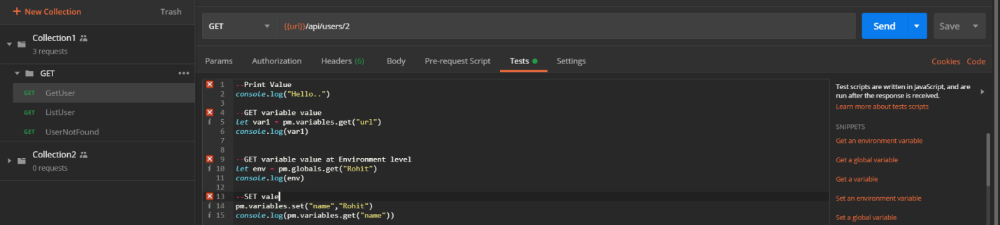 + New Collection
Trash
Collection1
3 requests
GET
GET GetUser
GET ListUser
GET UserNotFound
Collection2
0 requests
GET {{url}}/api/users/2 Send Save
Params Authorization Headers (6) Body Pre-request Script Tests Settings Cookies Code
1 --Print Value
2 console.log("Hello..")
3
4 --GET variable value
i 5 let var1 = pm.variables.get("url")
6 console.log(var1)
7
8
9 --GET variable value at Environment level
i 10 let env = pm.globals.get("Rohit")
11 console.log(env)
12
13 --SET vale
i 14 pm.variables.set("name","Rohit")
i 15 console.log(pm.variables.get("name"))
Test scripts are written in JavaScript, and are
run after the response is received.
Learn more about tests scripts
SNIPPETS
Get an environment variable
Get a global variable
Get a variable
Set an environment variable
Set a global variable